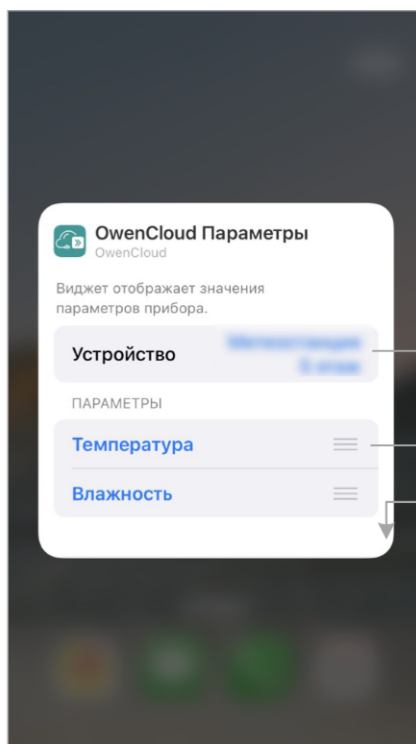 OwenCloud Параметры
OwenCloud
Виджет отображает значения
параметров прибора.
Устройство
ПАРАМЕТРЫ
Температура
Влажность